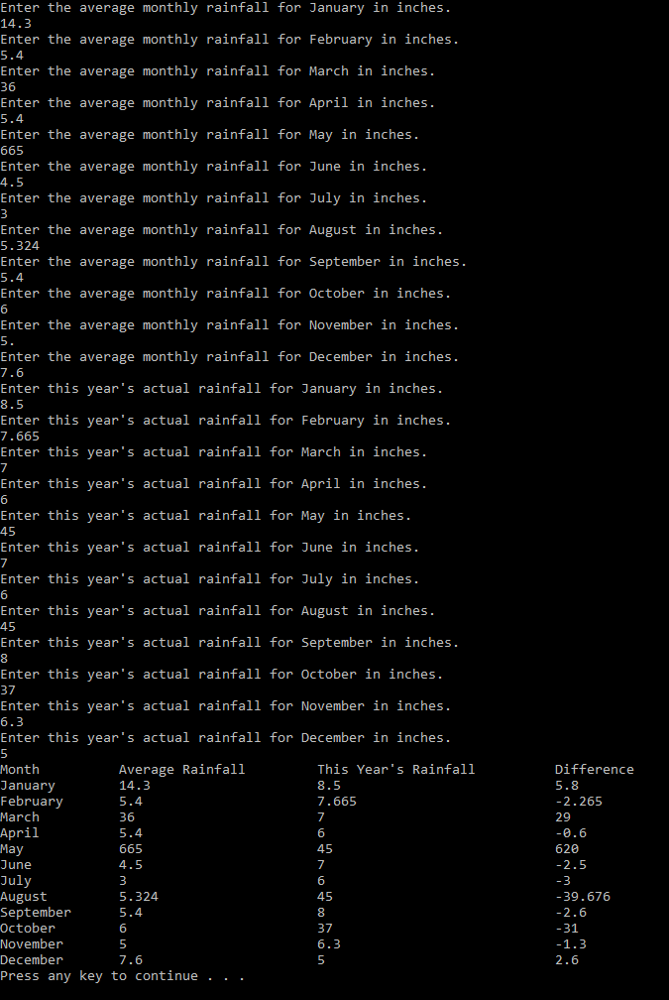 Enter the average monthly rainfall for January in inches.
14.3
Enter the average monthly rainfall for February in inches.
5.4
Enter the average monthly rainfall for March in inches.
36
Enter the average monthly rainfall for April in inches.
5.4
Enter the average monthly rainfall for May in inches.
665
Enter the average monthly rainfall for June in inches.
4.5
Enter the average monthly rainfall for July in inches.
3
Enter the average monthly rainfall for August in inches.
5.324
Enter the average monthly rainfall for September in inches.
5.4
Enter the average monthly rainfall for October in inches.
6
Enter the average monthly rainfall for November in inches.
5.
Enter the average monthly rainfall for December in inches.
7.6
Enter this year's actual rainfall for January in inches.
8.5
Enter this year's actual rainfall for February in inches.
7.665
Enter this year's actual rainfall for March in inches.
7
Enter this year's actual rainfall for April in inches.
6
Enter this year's actual rainfall for May in inches.
45
Enter this year's actual rainfall for June in inches.
7
Enter this year's actual rainfall for July in inches.
6
Enter this year's actual rainfall for August in inches.
45
Enter this year's actual rainfall for September in inches.
8
Enter this year's actual rainfall for October in inches.
37
Enter this year's actual rainfall for November in inches.
6.3
Enter this year's actual rainfall for December in inches.
5
Month          Average Rainfall         This Year's Rainfall          Difference
January        14.3                     8.5                           5.8
February       5.4                      7.665                         -2.265
March          36                       7                             29
April          5.4                      6                             -0.6
May            665                      45                            620
June           4.5                      7                             -2.5
July           3                        6                             -3
August         5.324                    45                            -39.676
September      5.4                      8                             -2.6
October        6                        37                            -31
November       5                        6.3                           -1.3
December       7.6                      5                             2.6
Press any key to continue . . .